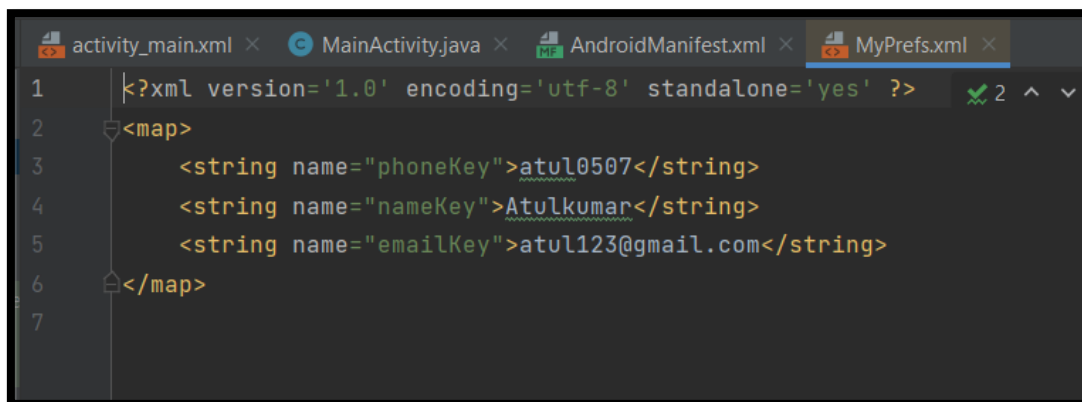 activity_main.xml × MainActivity.java × AndroidManifest.xml × MyPrefs.xml ×
1 <?xml version='1.0' encoding='utf-8' standalone='yes' ?> 2
2 <map>
3 <string name="phoneKey">atul0507</string>
4 <string name="nameKey">Atulkumar</string>
5 <string name="emailKey">atul123@gmail.com</string>
6 </map>
7